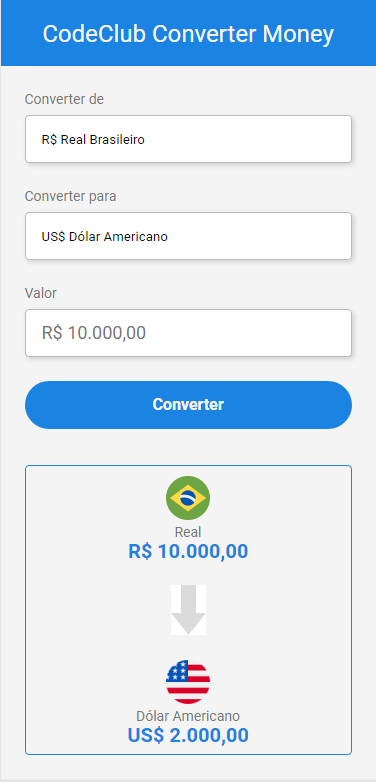 CodeClub Converter Money
Converter de
R$ Real Brasileiro
Converter para
US$ Dólar Americano
Valor
R$ 10.000,00
Converter
Real
R$ 10.000,00
Dólar Americano
US$ 2.000,00